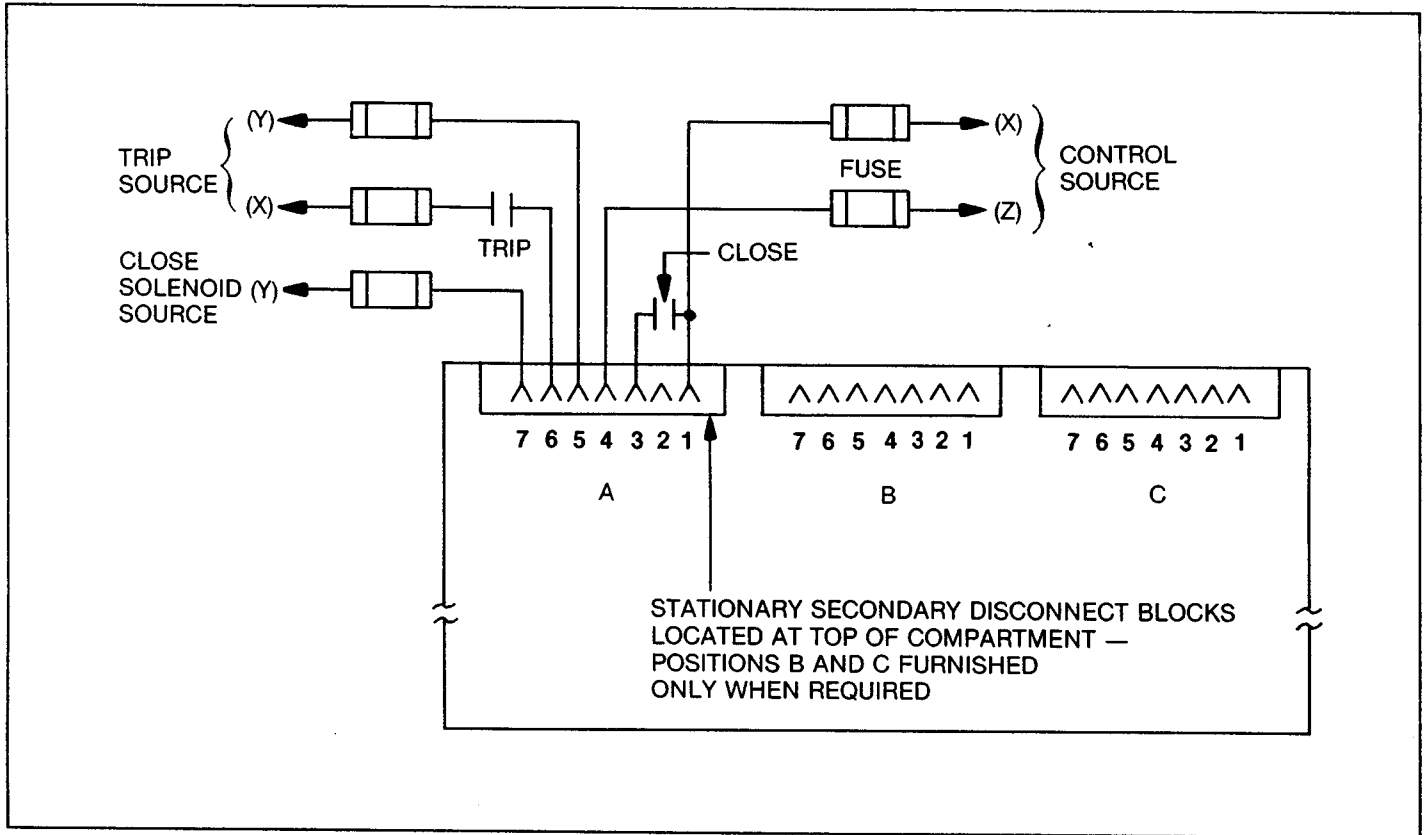 TRIP
SOURCE
(Y)
(X)
TRIP
CLOSE
SOLENOID (Y)
SOURCE
CLOSE
FUSE
(X)
(Z)
CONTROL
SOURCE
7 6 5 4 3 2 1
A
7 6 5 4 3 2 1
B
7 6 5 4 3 2 1
C
STATIONARY SECONDARY DISCONNECT BLOCKS
LOCATED AT TOP OF COMPARTMENT —
POSITIONS B AND C FURNISHED
ONLY WHEN REQUIRED